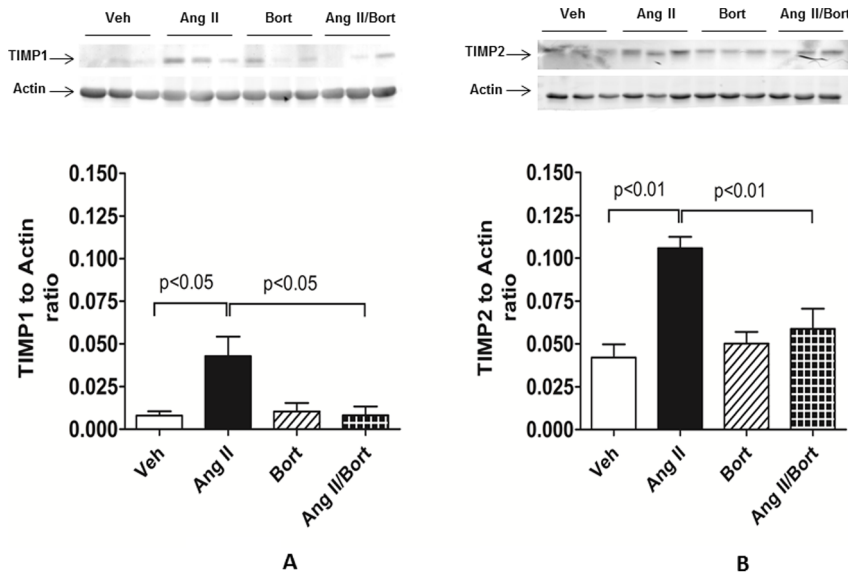 Veh Ang II Bort Ang II/Bort
TIMP1
Actin
0.150
0.125
0.100
0.075
0.050
0.025
0.000
TIMP1 to Actin
ratio
p<0.05
p<0.05
Veh
Ang II
Bort
Ang II/Bort
A
Veh Ang II Bort Ang II/Bort
TIMP2
Actin
0.150
0.125
0.100
0.075
0.050
0.025
0.000
TIMP2 to Actin
ratio
p<0.01
p<0.01
Veh
Ang II
Bort
Ang II/Bort
B